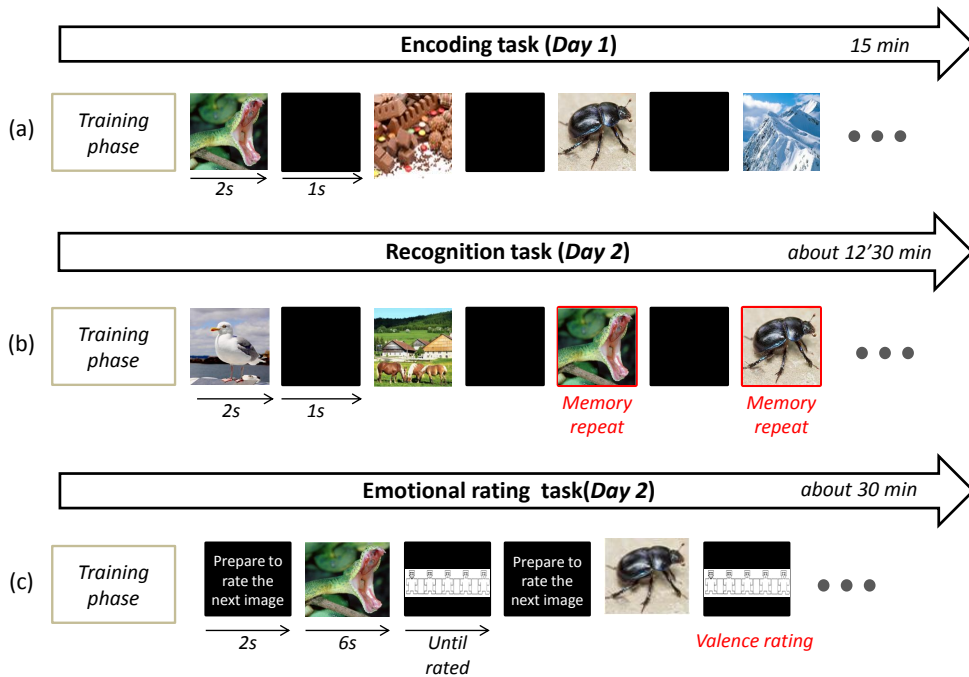 Encoding task (Day 1)
15 min
(a)
Training
phase
2s
1s
Recognition task (Day 2)
about 12'30 min
(b)
Training
phase
2s
1s
Memory
repeat
Memory
repeat
Emotional rating task(Day 2)
about 30 min
(c)
Training
phase
Prepare to
rate the
next image
Prepare to
rate the
next image
2s
6s
Until
rated
Valence rating